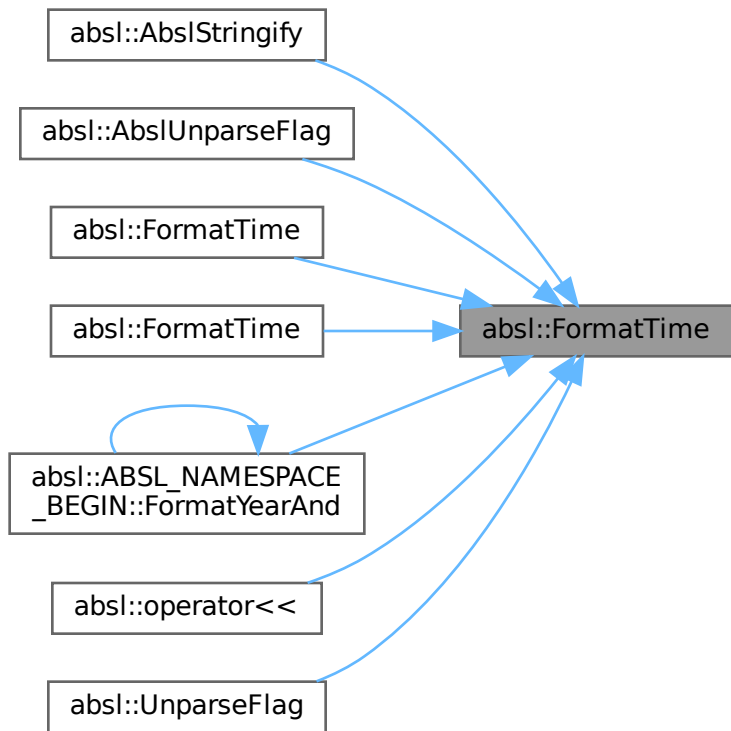 absl::AbslStringify
absl::AbslUnparseFlag
absl::FormatTime
absl::FormatTime
absl::FormatTime
absl::ABSL_NAMESPACE
_BEGIN::FormatYearAnd
absl::operator<<
absl::UnparseFlag